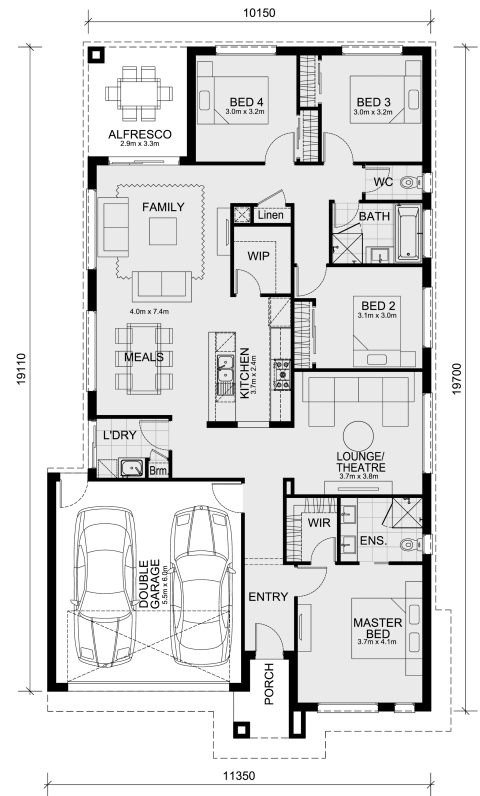 10150
BED 4
3.0m x 3.2m
BED 3
3.0m x 3.2m
ALFRESCO
2.9m x 3.3m
WC
FAMILY
Linen
BATH
WIP
4.0m x 7.4m
BED 2
3.1m x 3.0m
MEALS
KITCHEN
3.7m x 2.4m
19110
19700
L'DRY
Brm.
LOUNGE/
THEATRE
3.7m x 3.8m
WIR
ENS.
DOUBLE
GARAGE
5.5m x 6.0m
ENTRY
MASTER
BED
3.7m x 4.1m
PORCH
11350